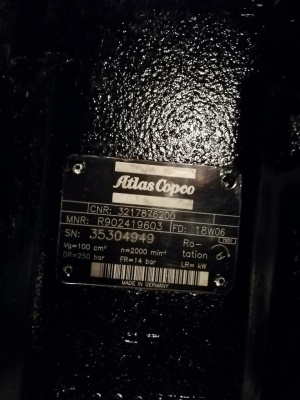 Atlas Copco
CNR: 3217876200
MNR: R902419603 FD: 18W06
SN: 35304949 Ro-
Vg=100 cm³ n=2000 min⁻¹ tation
DR=250 bar FR=14 bar LR= kW
MADE IN GERMANY